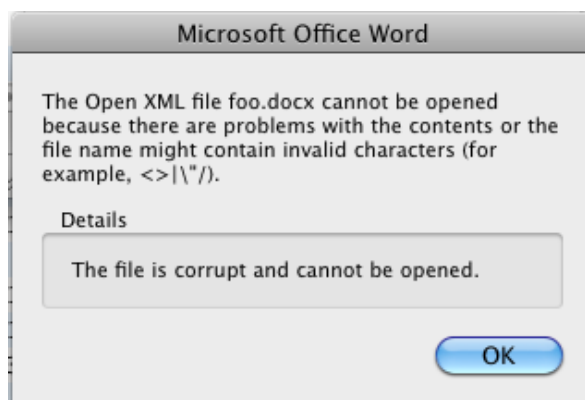 Microsoft Office Word
The Open XML file foo.docx cannot be opened
because there are problems with the contents or the
file name might contain invalid characters (for
example, <>|\"/).
Details
The file is corrupt and cannot be opened.
OK